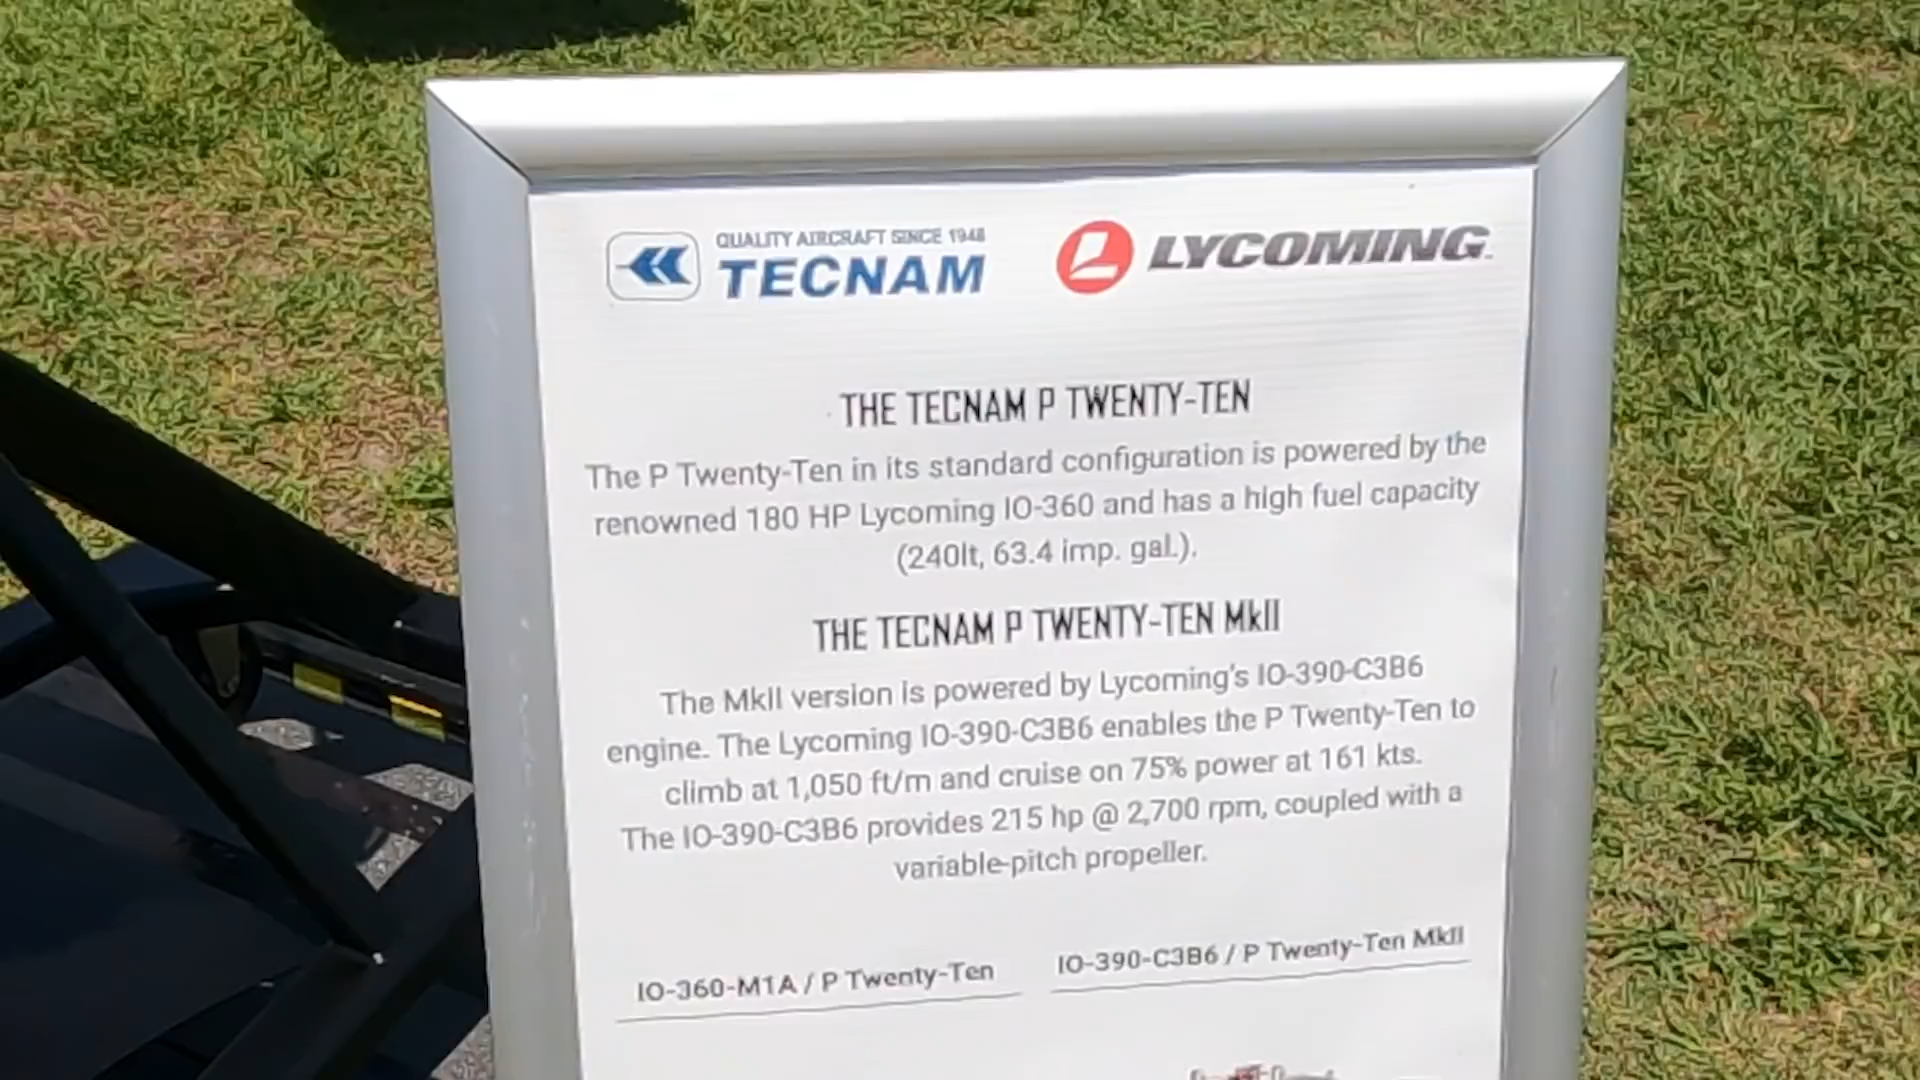 QUALITY AIRCRAFT SINCE 1948
TECNAM
LYCOMING
THE TECNAM P TWENTY-TEN
The P Twenty-Ten in its standard configuration is powered by the
renowned 180 HP Lycoming IO-360 and has a high fuel capacity
(240lt, 63.4 imp. gal.).
THE TECNAM P TWENTY-TEN MkII
The MkII version is powered by Lycoming's IO-390-C3B6
engine. The Lycoming IO-390-C3B6 enables the P Twenty-Ten to
climb at 1,050 ft/m and cruise on 75% power at 161 kts.
The IO-390-C3B6 provides 215 hp @ 2,700 rpm, coupled with a
variable-pitch propeller.
IO-360-M1A / P Twenty-Ten
IO-390-C3B6 / P Twenty-Ten MkII